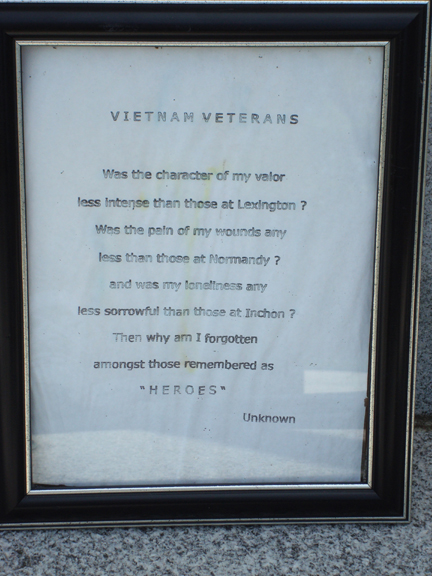 VIETNAM VETERANS
Was the character of my valor
less intense than those at Lexington ?
Was the pain of my wounds any
less than those at Normandy ?
and was my loneliness any
less sorrowful than those at Inchon ?
Then why am I forgotten
amongst those remembered as
"HEROES"
Unknown